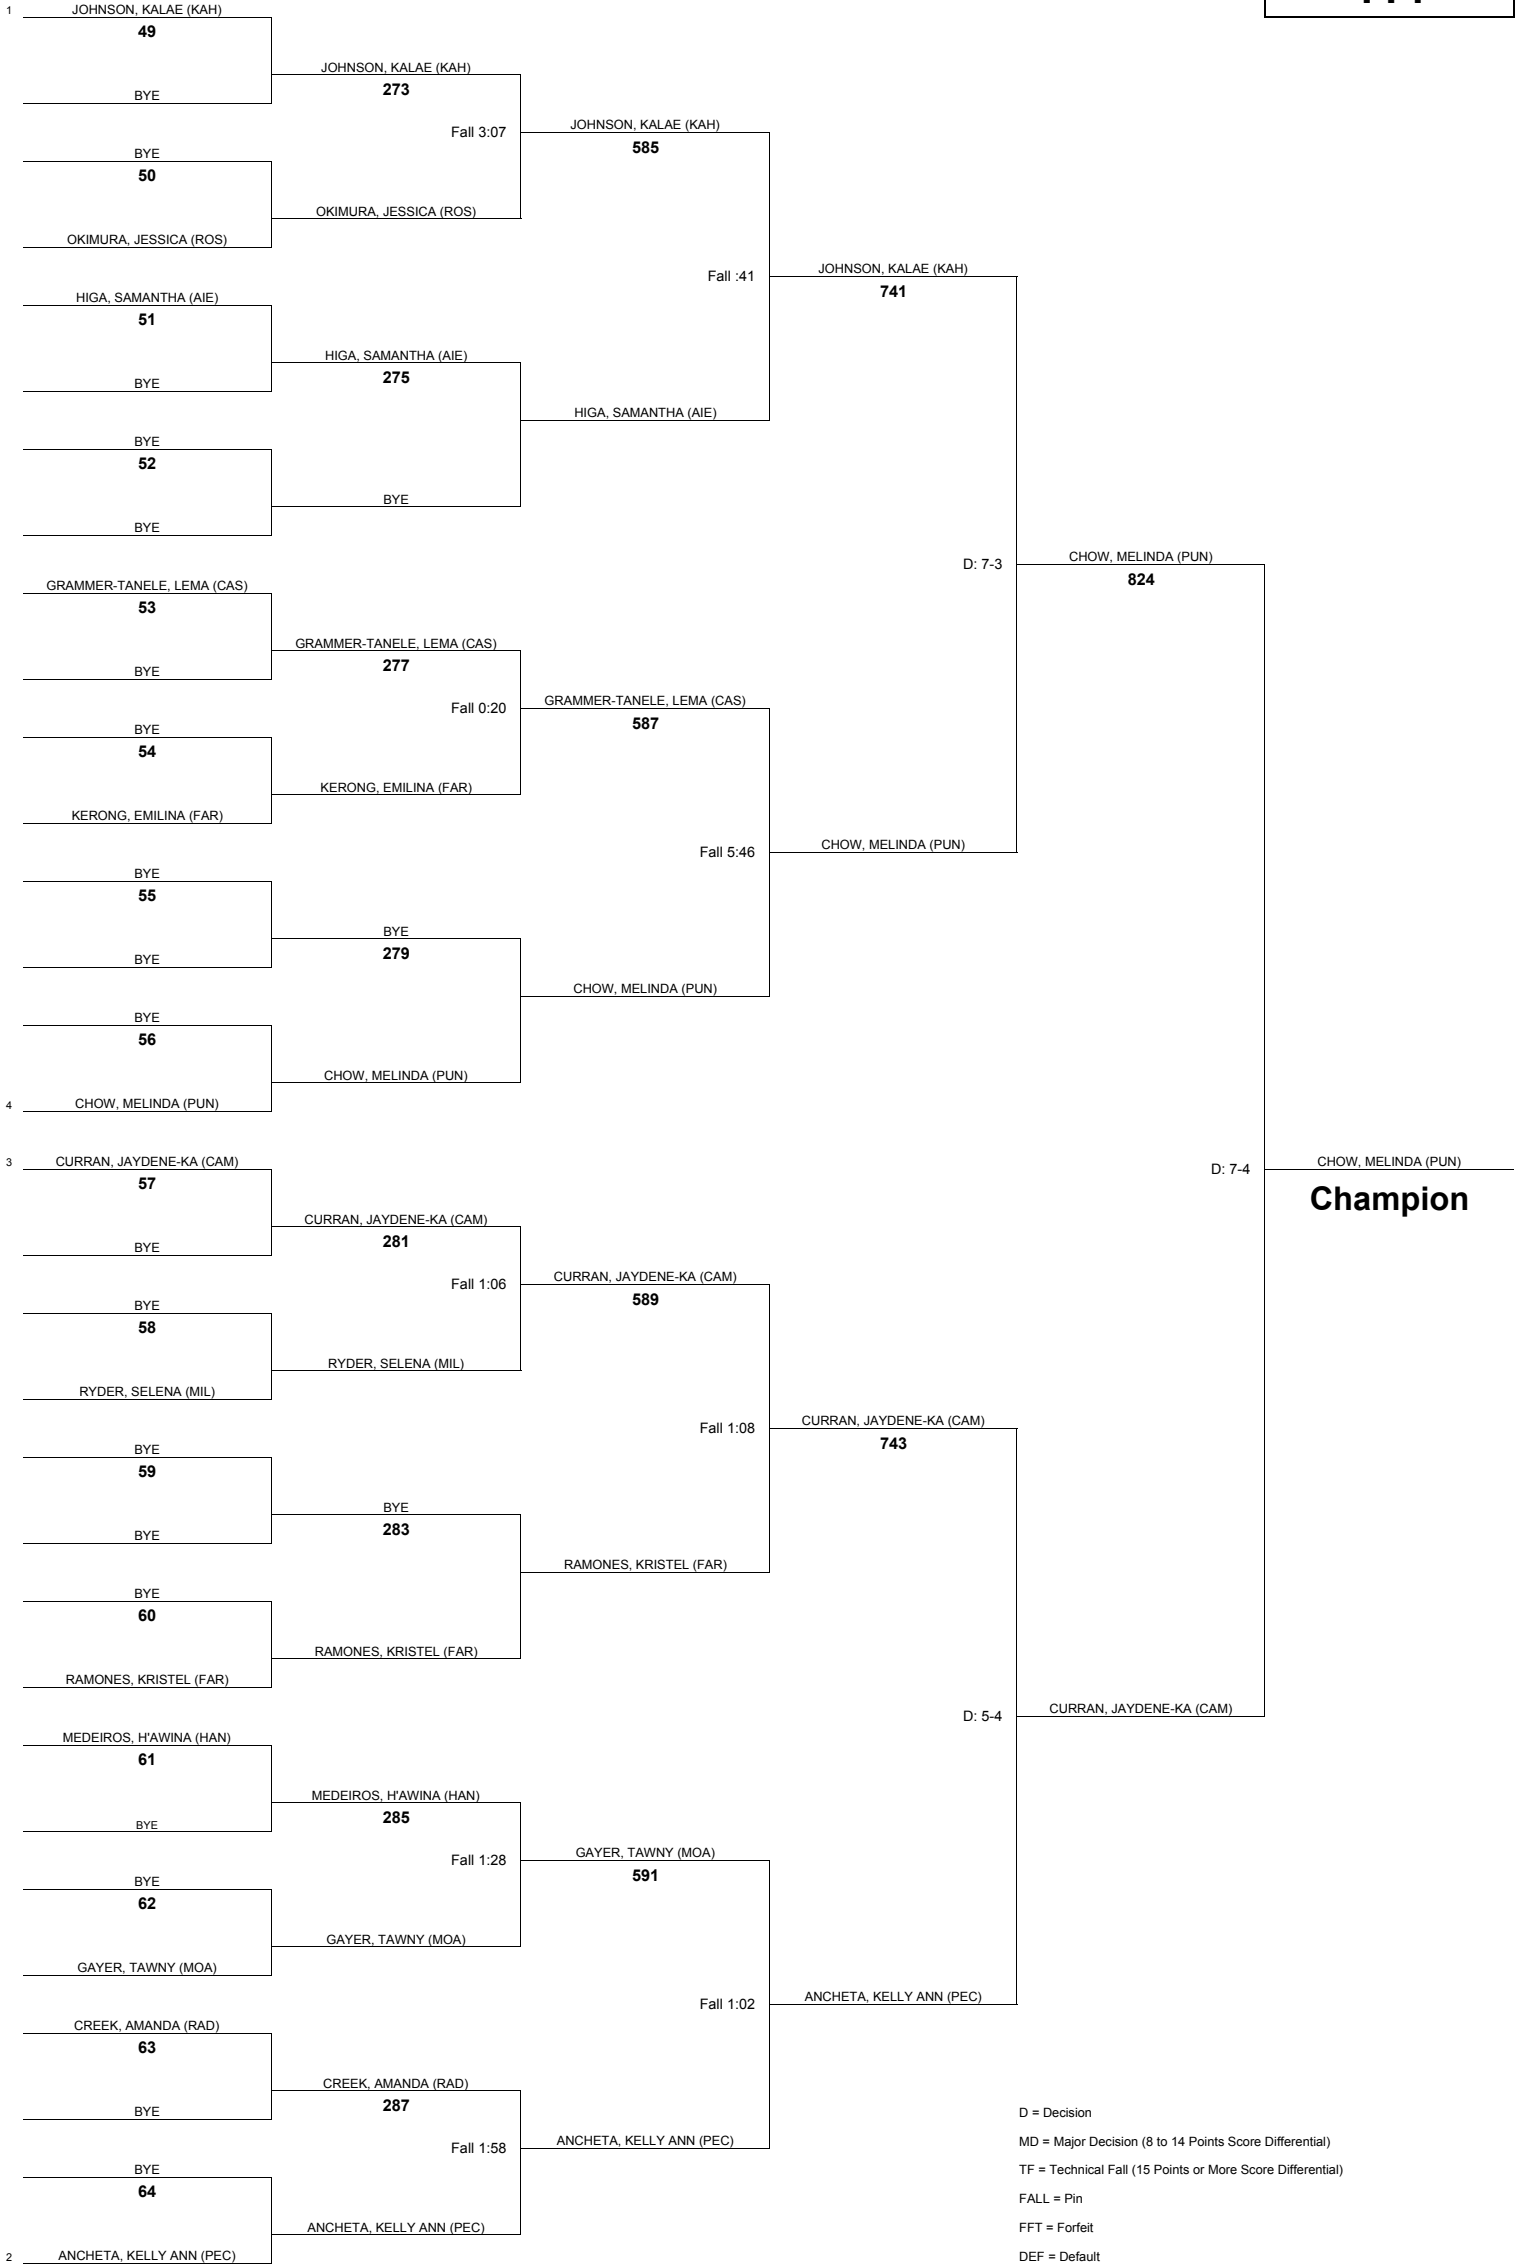 1 JOHNSON, KALAE (KAH)
49
BYE
BYE
50
OKIMURA, JESSICA (ROS)
HIGA, SAMANTHA (AIE)
51
BYE
BYE
52
BYE
GRAMMER-TANELE, LEMA (CAS)
53
BYE
BYE
54
KERONG, EMILINA (FAR)
BYE
55
BYE
BYE
56
4 CHOW, MELINDA (PUN)
3 CURRAN, JAYDENE-KA (CAM)
57
BYE
BYE
58
RYDER, SELENA (MIL)
BYE
59
BYE
BYE
60
RAMONES, KRISTEL (FAR)
MEDEIROS, H'AWINA (HAN)
61
BYE
BYE
62
GAYER, TAWNY (MOA)
CREEK, AMANDA (RAD)
63
BYE
BYE
64
2 ANCHETA, KELLY ANN (PEC)
JOHNSON, KALAE (KAH)
273
Fall 3:07
OKIMURA, JESSICA (ROS)
HIGA, SAMANTHA (AIE)
275
BYE
GRAMMER-TANELE, LEMA (CAS)
277
Fall 0:20
KERONG, EMILINA (FAR)
BYE
279
CHOW, MELINDA (PUN)
CURRAN, JAYDENE-KA (CAM)
281
Fall 1:06
RYDER, SELENA (MIL)
BYE
283
RAMONES, KRISTEL (FAR)
MEDEIROS, H'AWINA (HAN)
285
Fall 1:28
GAYER, TAWNY (MOA)
CREEK, AMANDA (RAD)
287
Fall 1:58
ANCHETA, KELLY ANN (PEC)
JOHNSON, KALAE (KAH)
585
Fall :41
HIGA, SAMANTHA (AIE)
GRAMMER-TANELE, LEMA (CAS)
587
Fall 5:46
CHOW, MELINDA (PUN)
CURRAN, JAYDENE-KA (CAM)
589
Fall 1:08
RAMONES, KRISTEL (FAR)
GAYER, TAWNY (MOA)
591
Fall 1:02
ANCHETA, KELLY ANN (PEC)
JOHNSON, KALAE (KAH)
741
D: 7-3
CHOW, MELINDA (PUN)
CURRAN, JAYDENE-KA (CAM)
743
D: 5-4
ANCHETA, KELLY ANN (PEC)
CHOW, MELINDA (PUN)
824
D: 7-4
CURRAN, JAYDENE-KA (CAM)
CHOW, MELINDA (PUN)
Champion
D = Decision
MD = Major Decision (8 to 14 Points Score Differential)
TF = Technical Fall (15 Points or More Score Differential)
FALL = Pin
FFT = Forfeit
DEF = Default